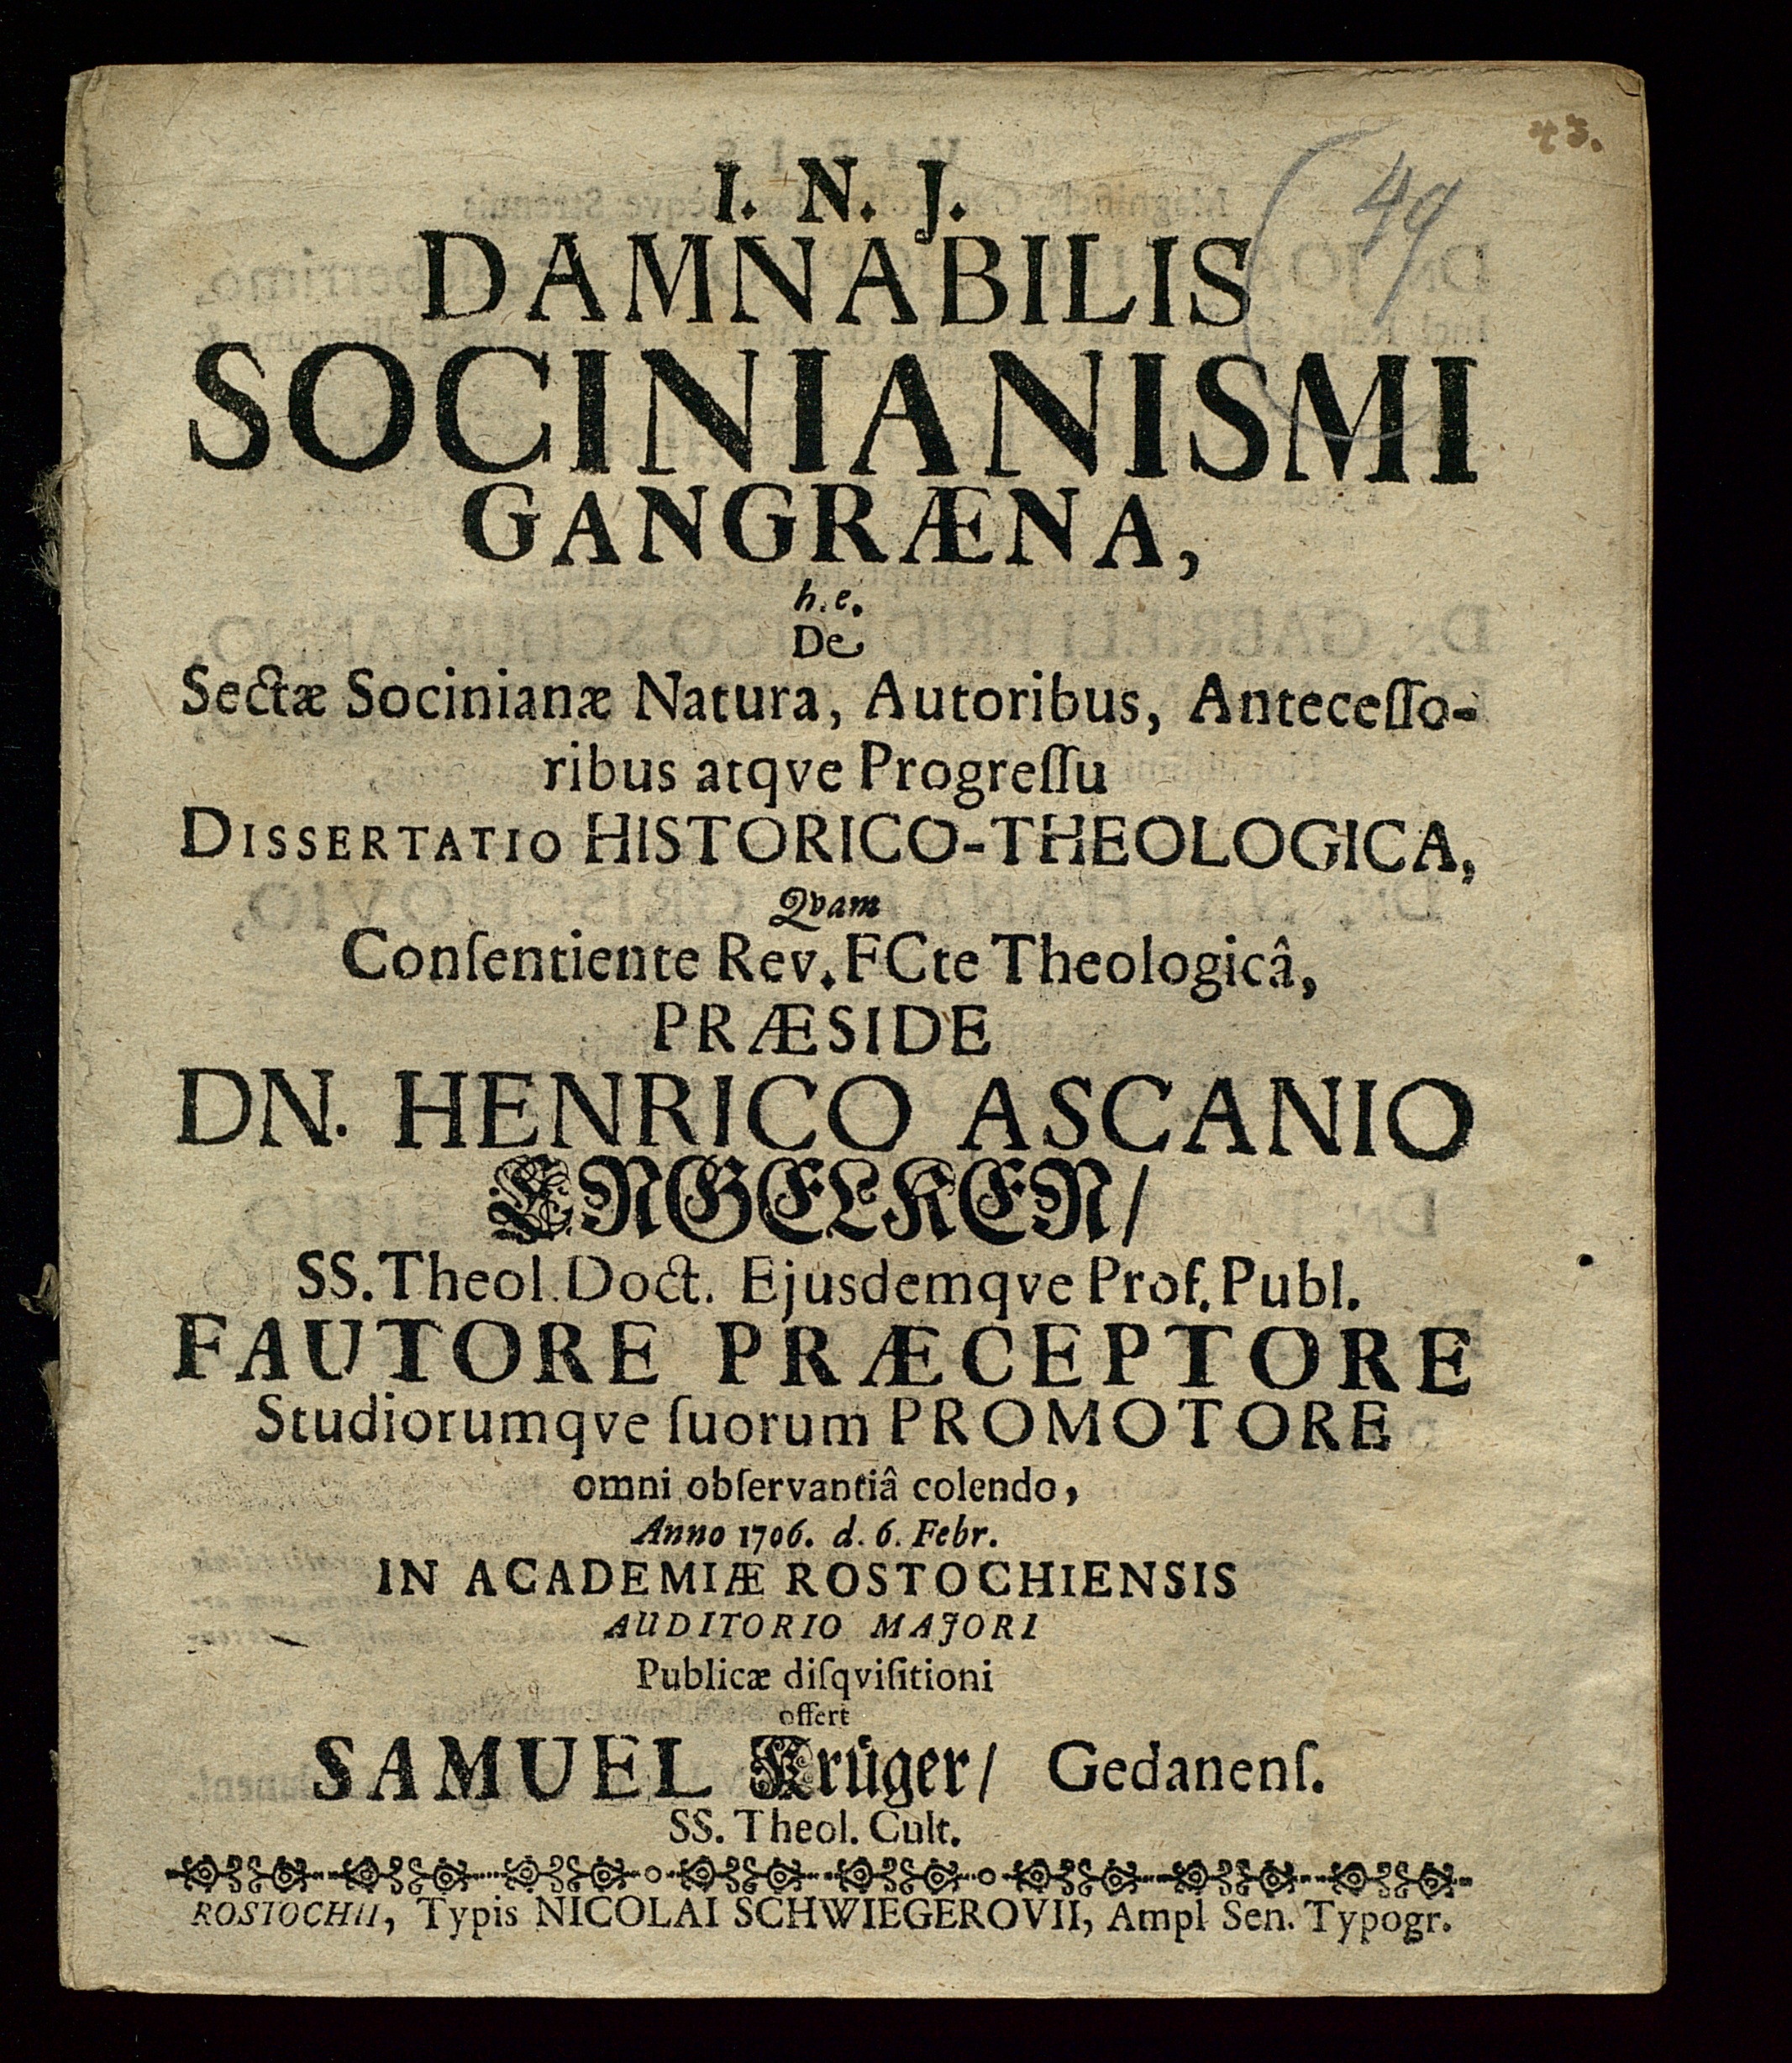 43.
49
I. N. J.
DAMNABILIS
SOCINIANISMI
GANGRÆNA,
h. e.
De
Sectæ Socinianæ Natura, Autoribus, Anteceſſo-
ribus atqve Progreſſu
DISSERTATIO HISTORICO-THEOLOGICA,
Qvam
Conſentiente Rev. FCte Theologicâ,
PRÆSIDE
DN. HENRICO ASCANIO
ENGELKEN/
SS. Theol. Doct. Ejusdemqve Prof. Publ.
FAUTORE PRÆCEPTORE
Studiorumqve ſuorum PROMOTORE
omni obſervantiâ colendo,
Anno 1706. d. 6. Febr.
IN ACADEMIÆ ROSTOCHIENSIS
AUDITORIO MAJORI
Publicæ diſqviſitioni
offert
SAMUEL Krüger/ Gedanenſ.
SS. Theol. Cult.
ROSTOCHII, Typis NICOLAI SCHWIEGEROVII, Ampl Sen. Typogr.